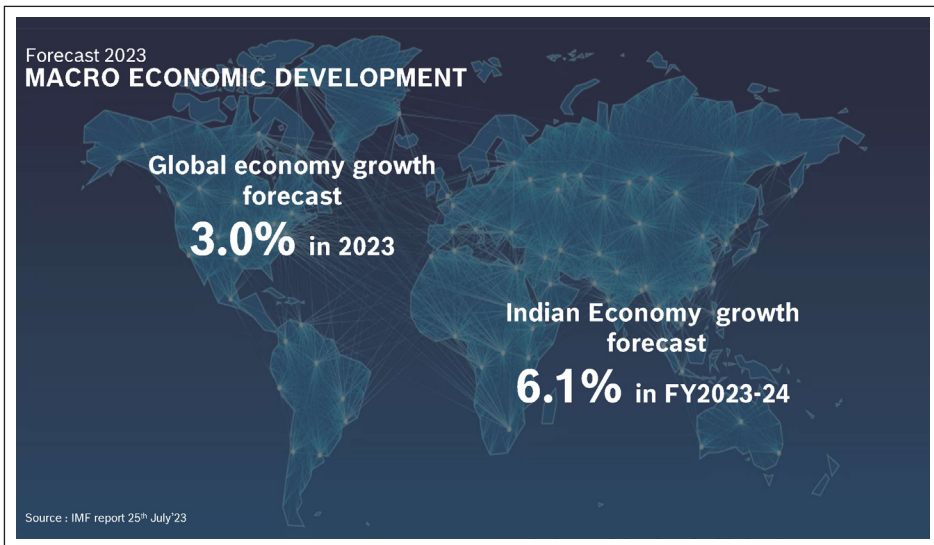 Forecast 2023
MACRO ECONOMIC DEVELOPMENT
Global economy growth
forecast
3.0% in 2023
Indian Economy growth
forecast
6.1% in FY2023-24
Source : IMF report 25th July'23